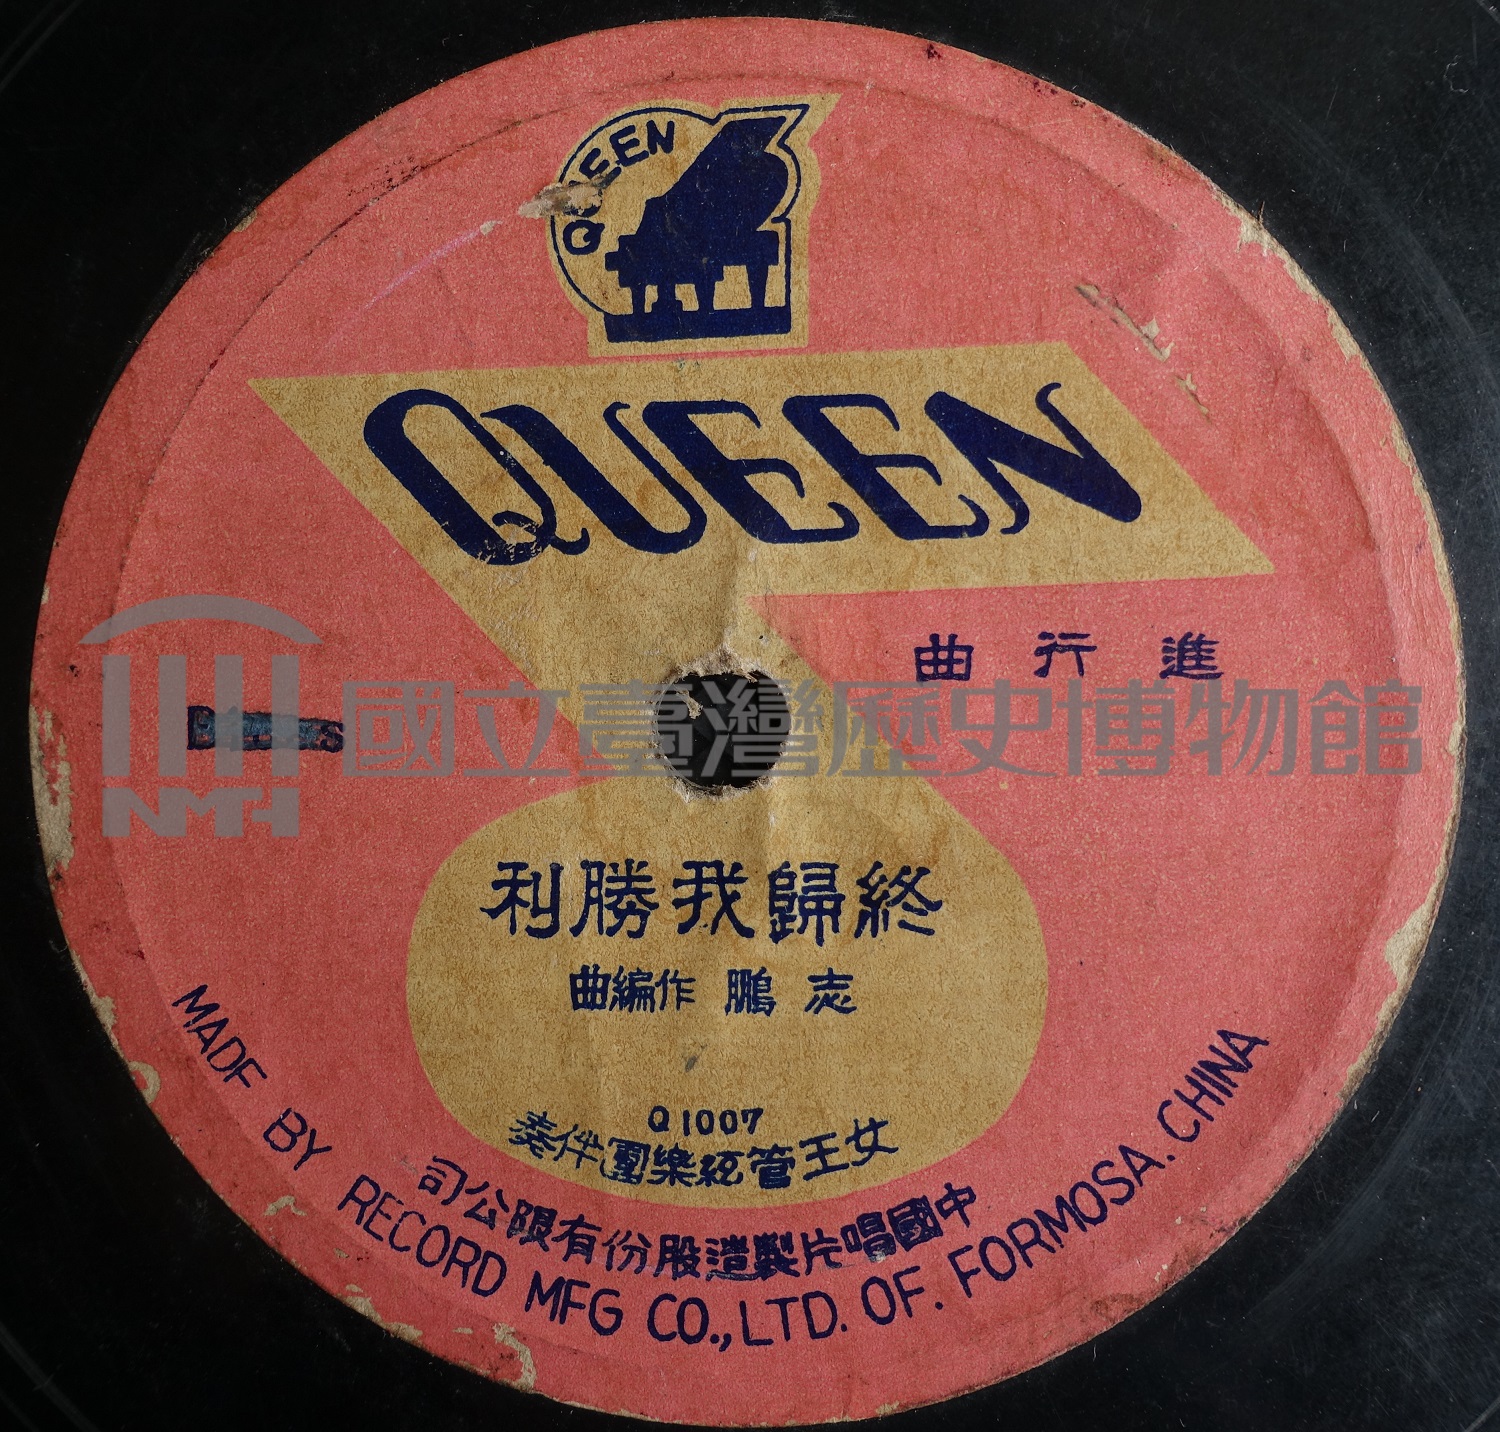 QUEEN
QUEEN
進行曲
國立臺灣歷史博物館
NMTH
終歸我勝利
志鵬 作編曲
Q1007
女王管絃樂團伴奏
中國唱片製造股份有限公司
MADE BY RECORD MFG CO., LTD. OF. FORMOSA. CHINA